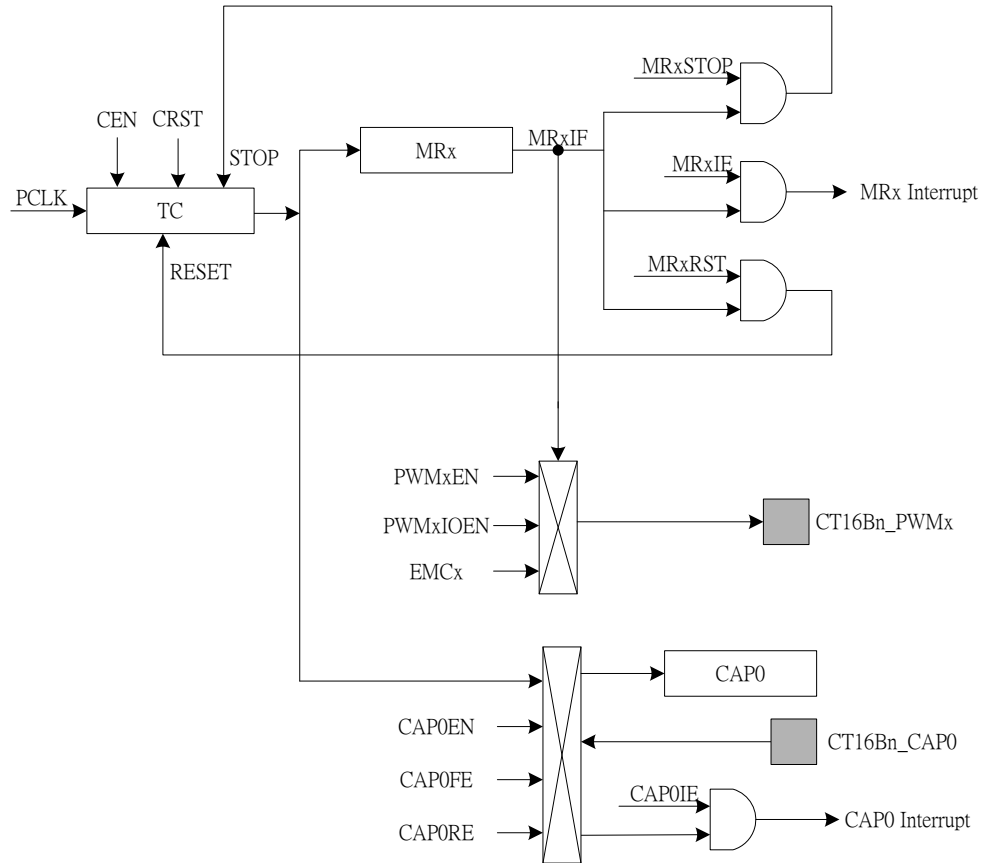 MRxSTOP
CEN
CRST
STOP
MRx
MRxIF
MRxIE
PCLK
TC
MRx Interrupt
RESET
MRxRST
PWMxEN
PWMxIOEN
CT16Bn_PWMx
EMCx
CAP0
CAP0EN
CT16Bn_CAP0
CAP0FE
CAP0IE
CAP0RE
CAP0 Interrupt